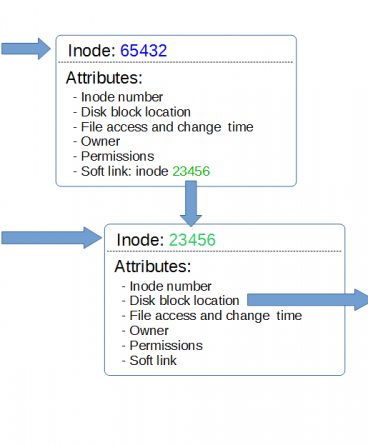 Inode: 65432
Attributes:
- Inode number
- Disk block location
- File access and change time
- Owner
- Permissions
- Soft link: inode 23456
Inode: 23456
Attributes:
- Inode number
- Disk block location
- File access and change time
- Owner
- Permissions
- Soft link